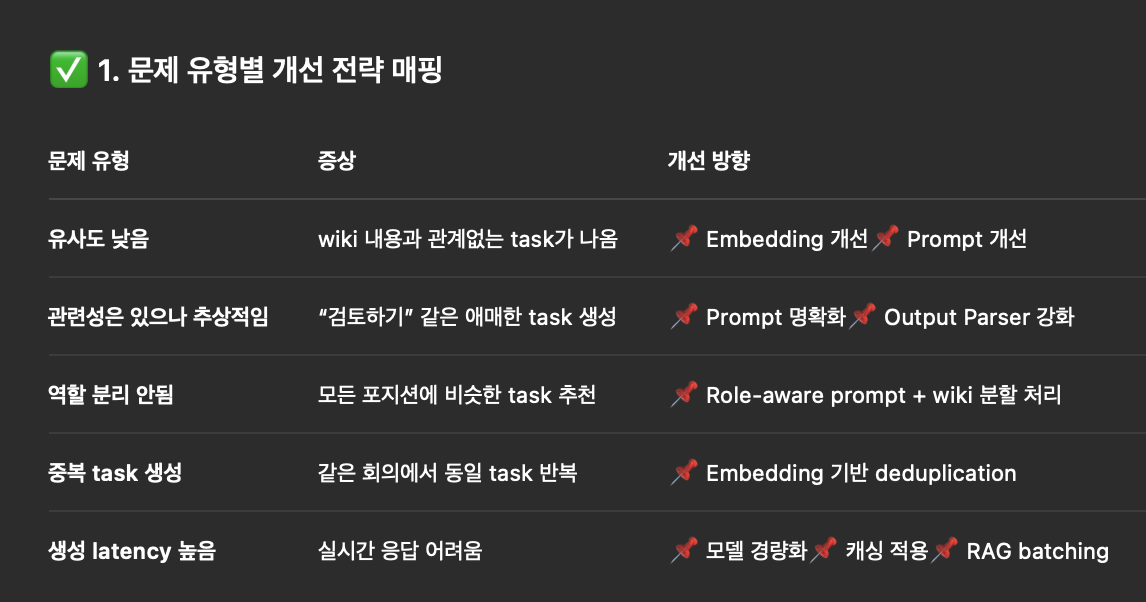 ✅ 1. 문제 유형별 개선 전략 매핑
문제 유형 증상 개선 방향
유사도 낮음 wiki 내용과 관계없는 task가 나옴 📌 Embedding 개선📌 Prompt 개선
관련성은 있으나 추상적임 “검토하기” 같은 애매한 task 생성 📌 Prompt 명확화📌 Output Parser 강화
역할 분리 안됨 모든 포지션에 비슷한 task 추천 📌 Role-aware prompt + wiki 분할 처리
중복 task 생성 같은 회의에서 동일 task 반복 📌 Embedding 기반 deduplication
생성 latency 높음 실시간 응답 어려움 📌 모델 경량화📌 캐싱 적용📌 RAG batching